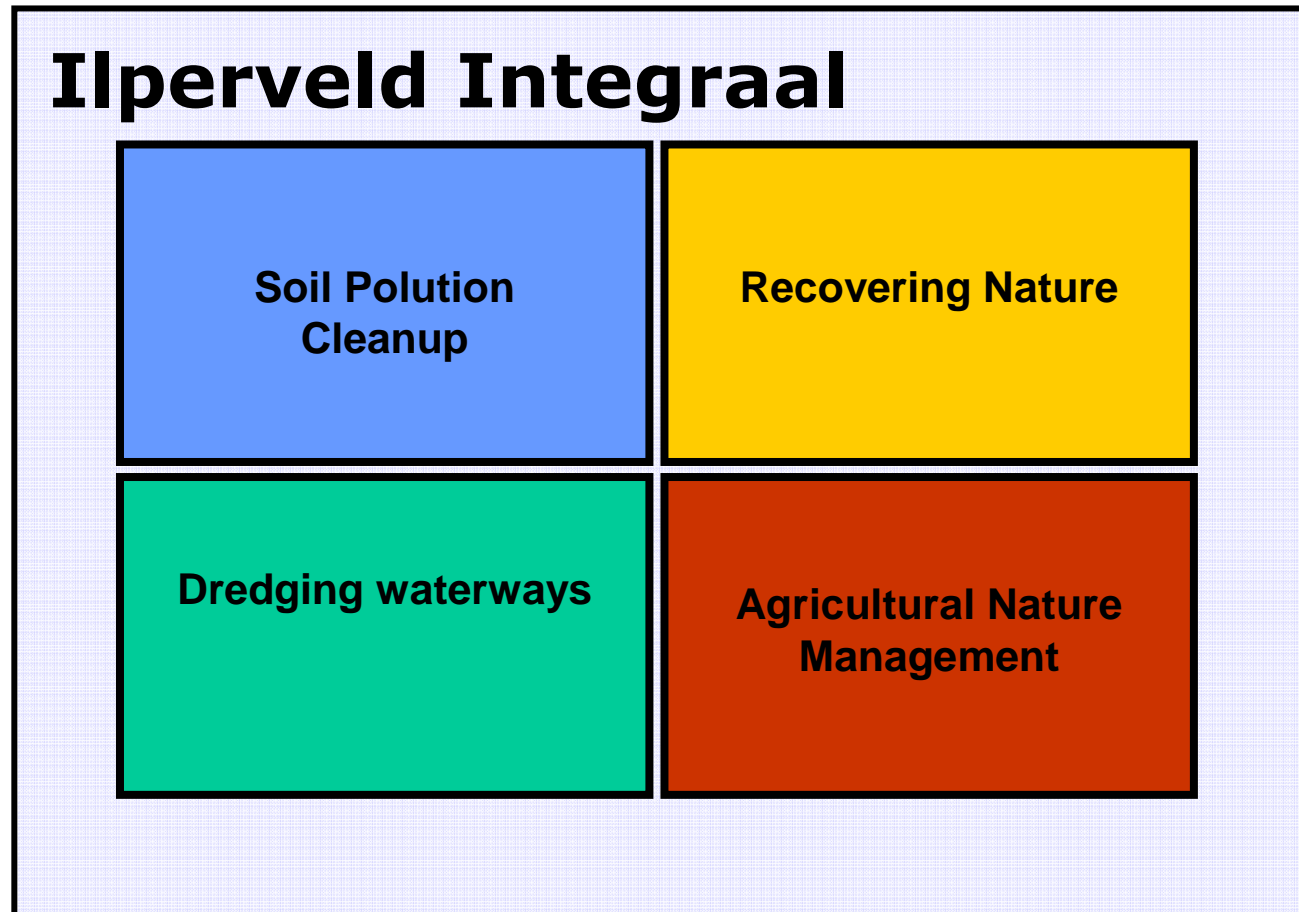 Ilperveld Integraal
Soil Polution
Cleanup
Recovering Nature
Dredging waterways
Agricultural Nature
Management